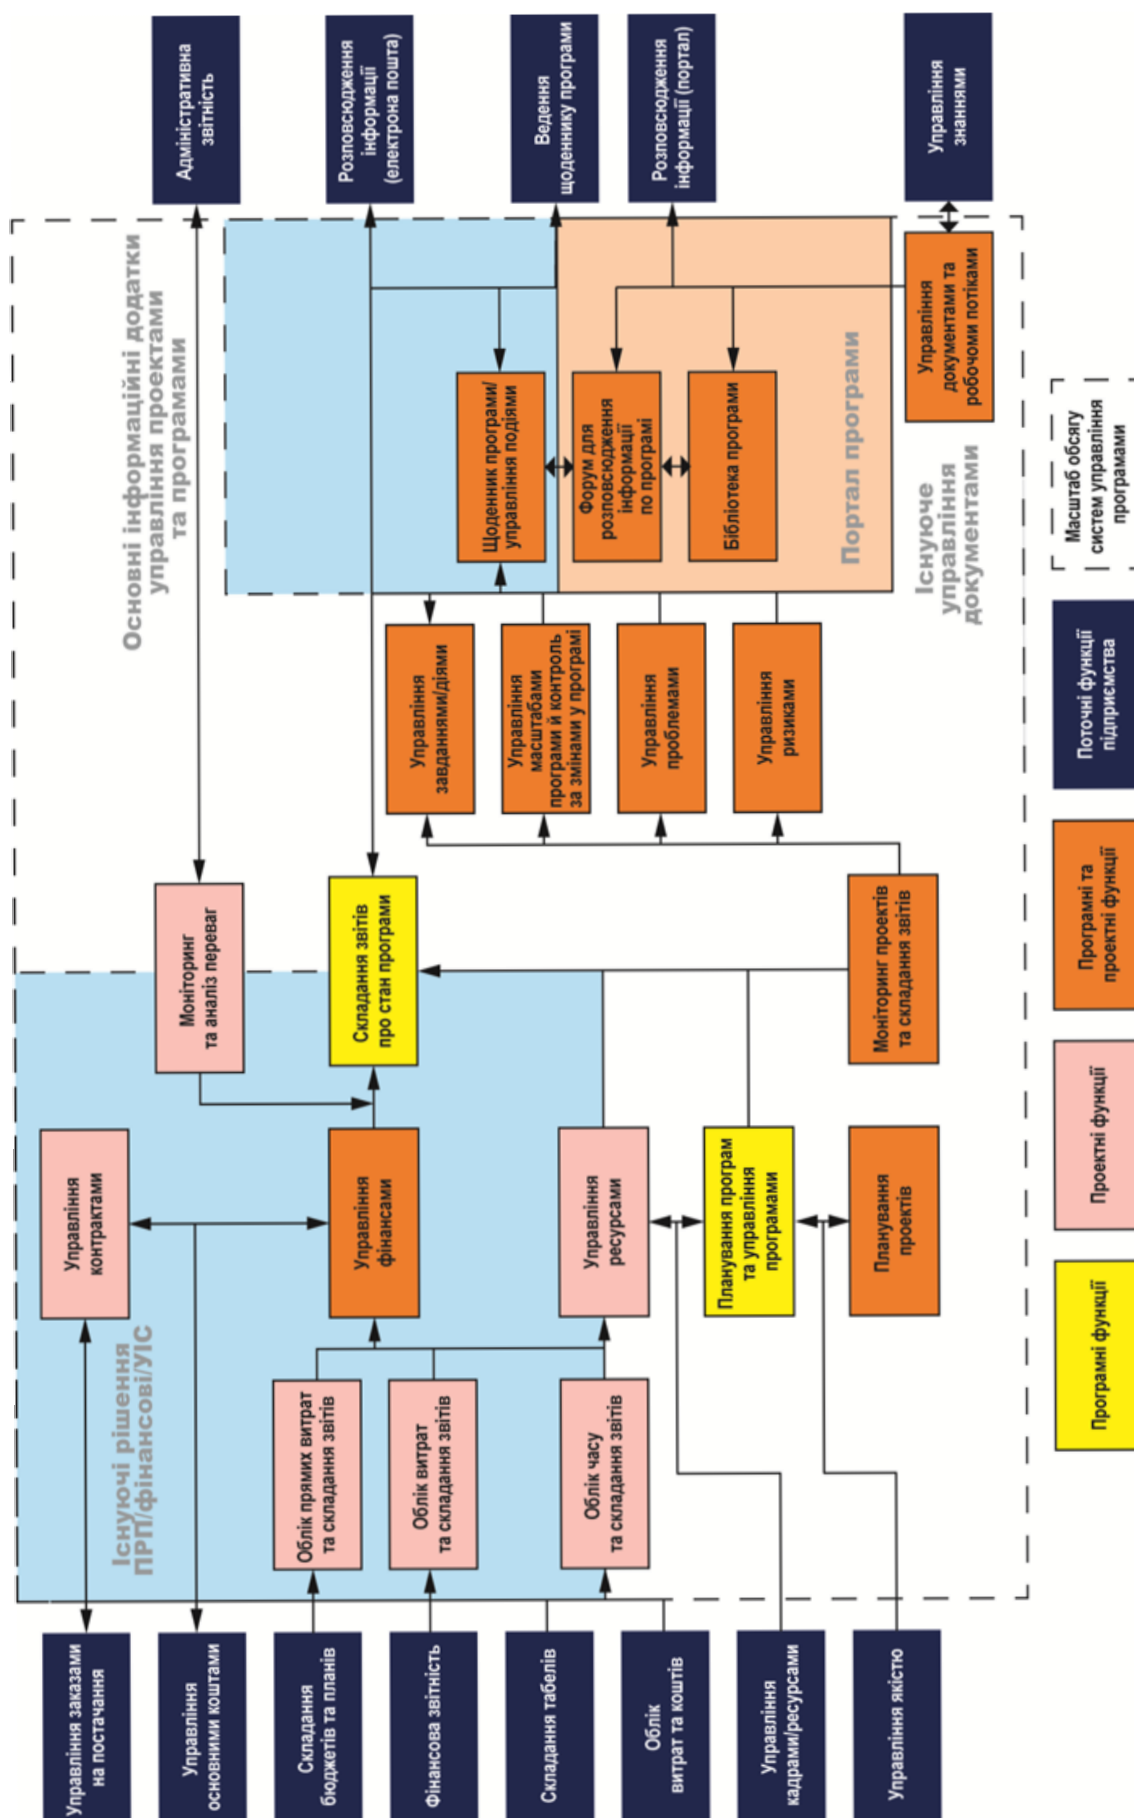 Управління заказами
на постачання
Управління
основними коштами
Складання
бюджетів та планів
Фінансова звітність
Складання табелів
Облік
витрат та коштів
Управління
кадрами/ресурсами
Управління якістю
Існуючі рішення
ПРП/фінансові/УІС
Облік прямих витрат
та складання звітів
Облік витрат
та складання звітів
Облік часу
та складання звітів
Управління
контрактами
Управління
фінансами
Управління
ресурсами
Планування програм
та управління
програмами
Планування
проектів
Моніторинг
та аналіз переваг
Складання звітів
про стан програми
Моніторинг проектів
та складання звітів
Основні інформаційні додатки
управління проектами
та програмами
Управління
завданнями/діями
Управління
масштабами
програми й контроль
за змінами у програмі
Управління
проблемами
Управління
ризиками
Щоденник програми/
управління подіями
Форум для
розповсюдження
інформації
по програмі
Бібліотека програми
Портал програми
Існуюче
управління
документами
Управління
документами та
робочоми потіками
Адміністративна
звітність
Розповсюдження
інформації
(електрона пошта)
Ведення
щоденнику програми
Розповсюдження
інформації (портал)
Управління
знаннями
Програмні функції
Проектні функції
Програмні та
проектні функції
Поточні функції
підприємства
Масштаб обсягу
систем управління
програмами